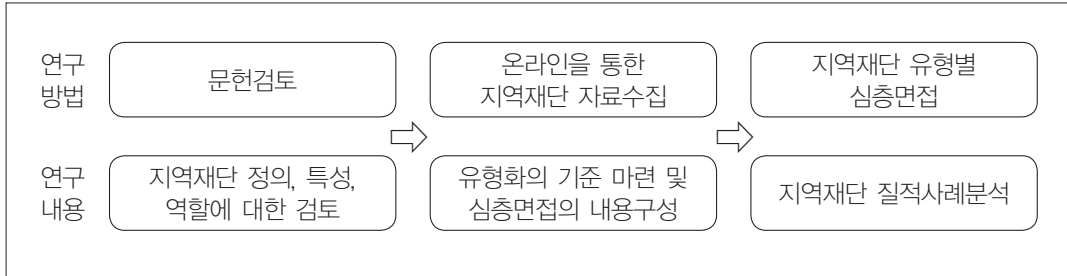 연구
방법
문헌검토
온라인을 통한
지역재단 자료수집
지역재단 유형별
심층면접
연구
내용
지역재단 정의, 특성,
역할에 대한 검토
유형화의 기준 마련 및
심층면접의 내용구성
지역재단 질적사례분석